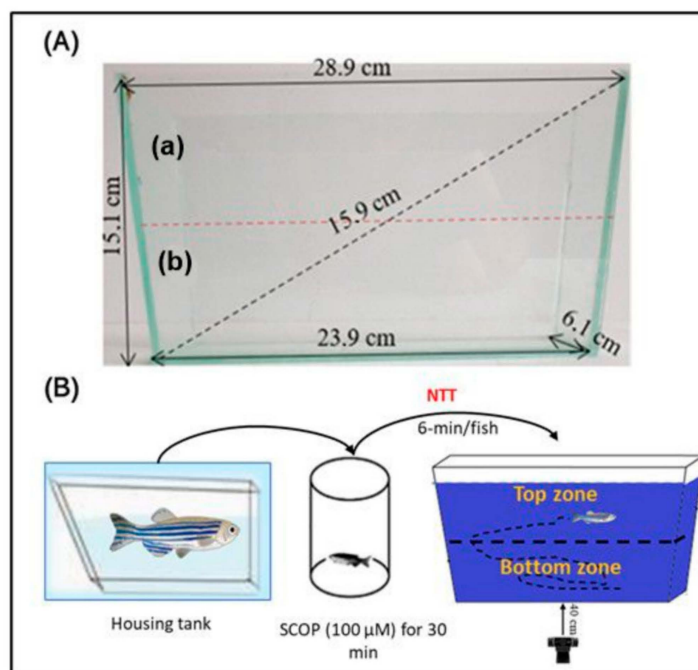 (A)
28.9 cm
(a)
15.1 cm
15.9 cm
(b)
6.1 cm
23.9 cm
(B)
NTT
6-min/fish
Top zone
Bottom zone
40 cm
Housing tank
SCOP (100 µM) for 30
min